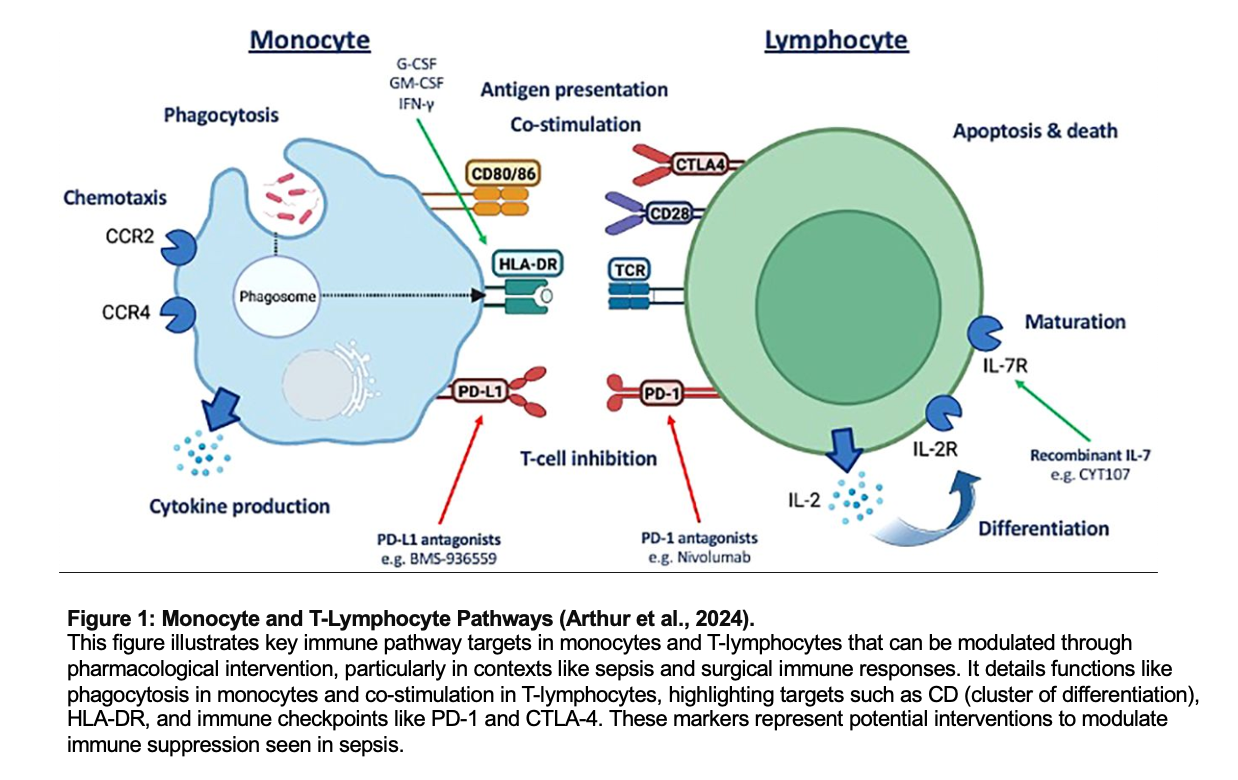 Monocyte
Lymphocyte
G-CSF
GM-CSF
IFN-γ
Antigen presentation
Co-stimulation
Phagocytosis
Apoptosis & death
Chemotaxis
CCR2
CCR4
CD80/86
CTLA4
CD28
HLA-DR
TCR
Phagosome
PD-L1
PD-1
Maturation
IL-7R
IL-2R
T-cell inhibition
Recombinant IL-7
e.g. CYT107
IL-2
Cytokine production
Differentiation
PD-L1 antagonists
e.g. BMS-936559
PD-1 antagonists
e.g. Nivolumab
Figure 1: Monocyte and T-Lymphocyte Pathways (Arthur et al., 2024).
This figure illustrates key immune pathway targets in monocytes and T-lymphocytes that can be modulated through
pharmacological intervention, particularly in contexts like sepsis and surgical immune responses. It details functions like
phagocytosis in monocytes and co-stimulation in T-lymphocytes, highlighting targets such as CD (cluster of differentiation),
HLA-DR, and immune checkpoints like PD-1 and CTLA-4. These markers represent potential interventions to modulate
immune suppression seen in sepsis.